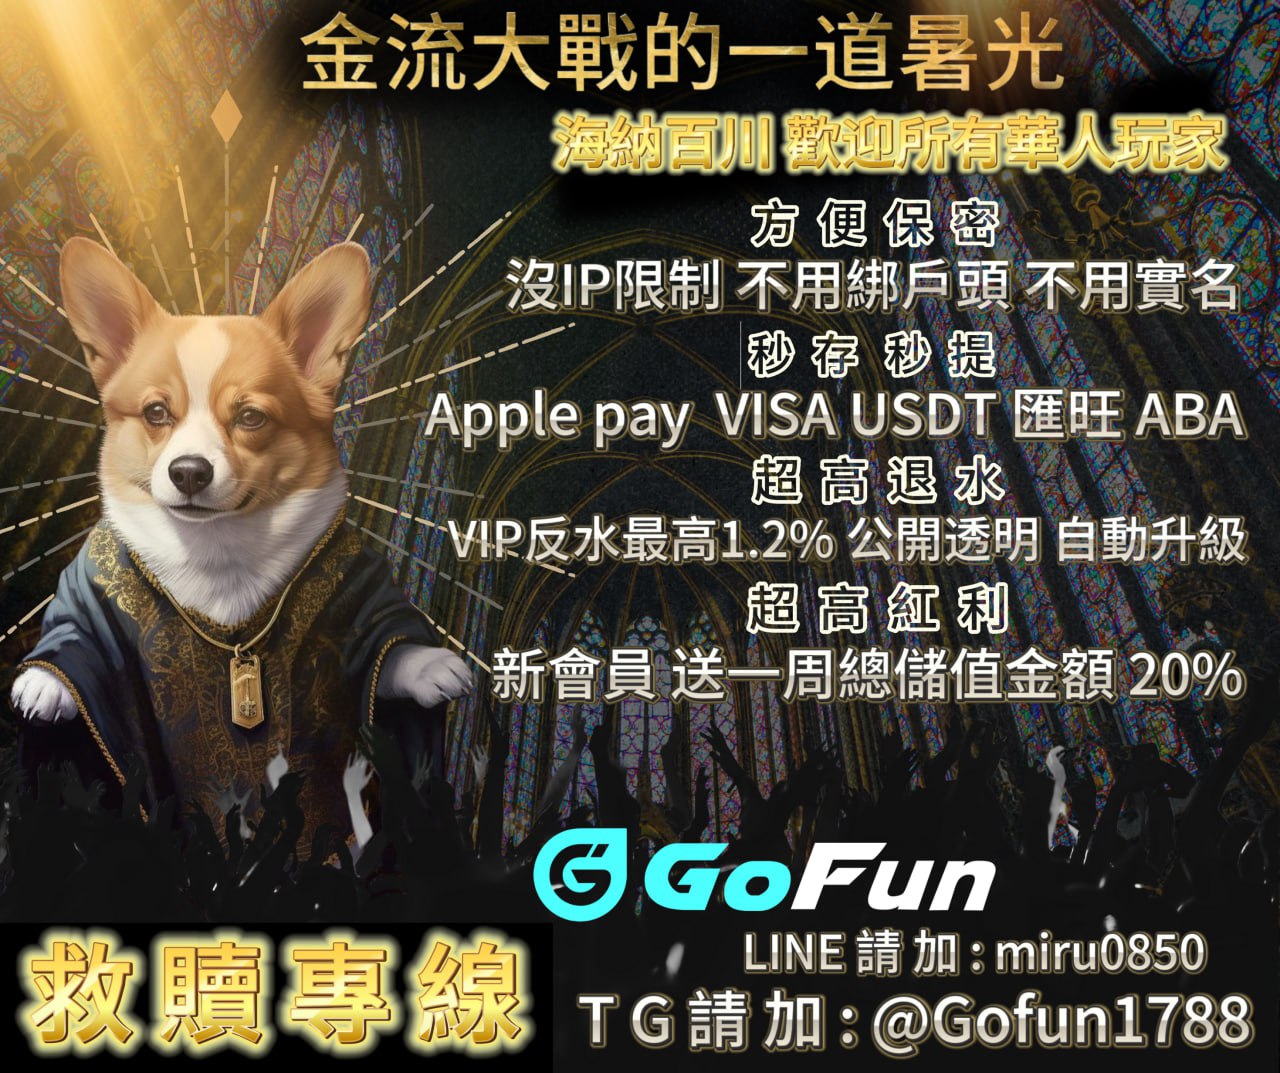 金流大戰的一道暑光
海納百川 歡迎所有華人玩家
方便保密
沒IP限制 不用綁戶頭 不用實名
秒存 秒提
Apple pay VISA USDT 匯旺 ABA
超高退水
VIP反水最高1.2% 公開透明 自動升級
超高紅利
新會員 送一周總儲值金額 20%
GoFun
救贖專線
LINE 請加 : miru0850
TG請加 : @Gofun1788